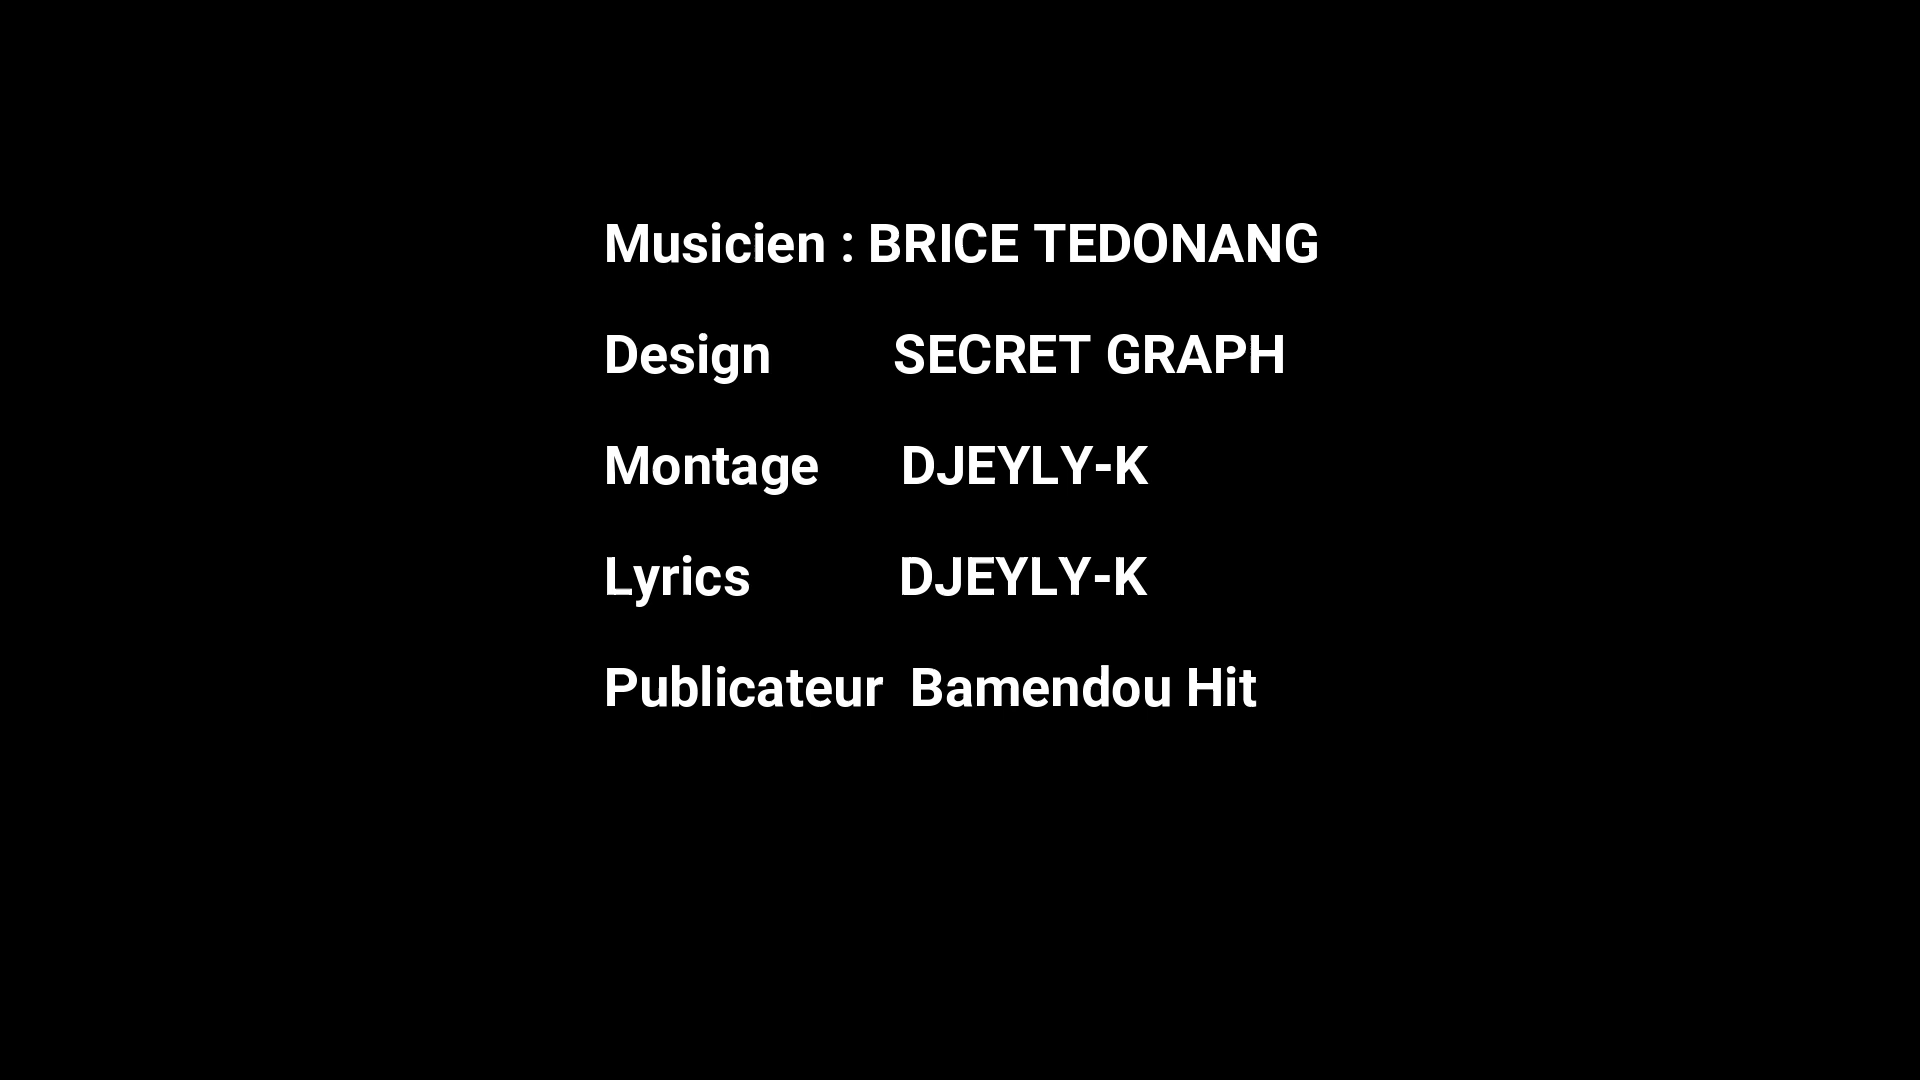 Musicien : BRICE TEDONANG
Design SECRET GRAPH
Montage DJEYLY-K
Lyrics DJEYLY-K
Publicateur Bamendou Hit